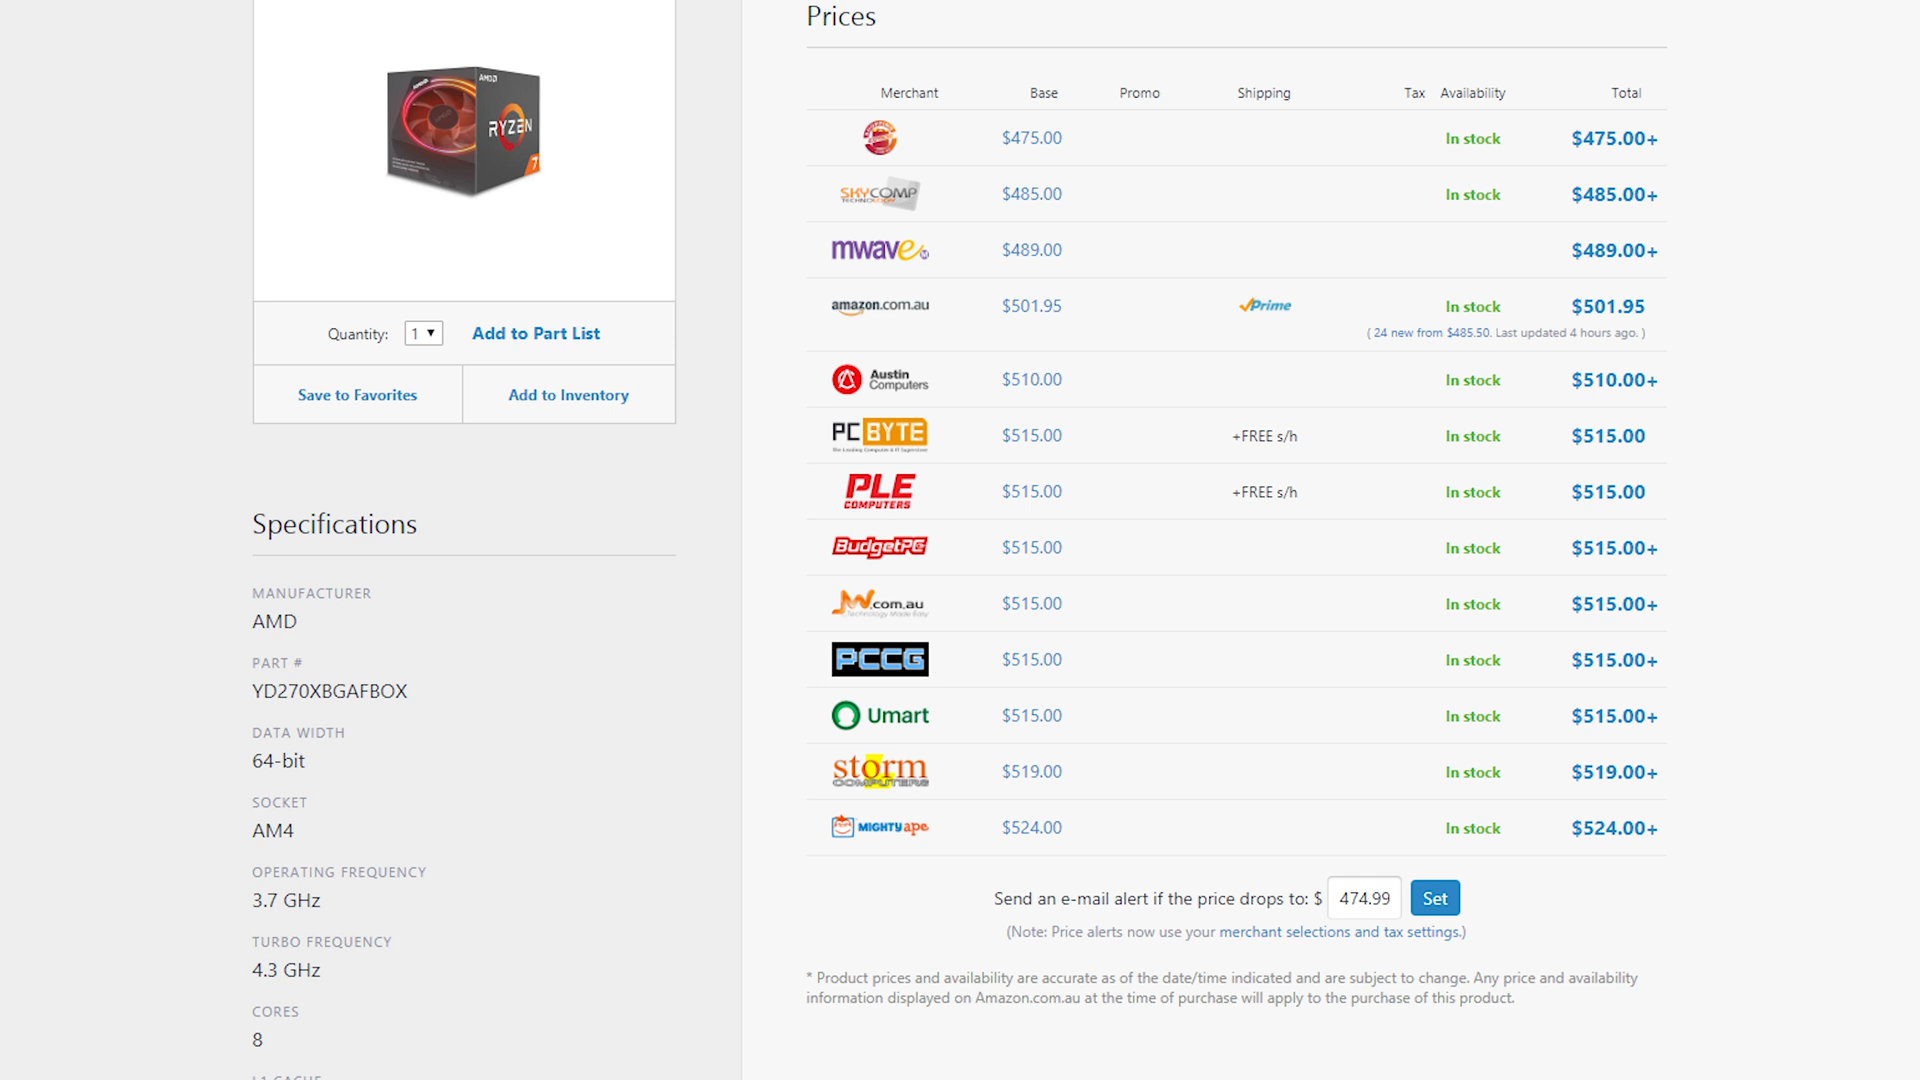 AMD
RYZEN
7
Quantity: 1
Add to Part List
Save to Favorites
Add to Inventory
Specifications
MANUFACTURER
AMD
PART #
YD270XBGAFBOX
DATA WIDTH
64-bit
SOCKET
AM4
OPERATING FREQUENCY
3.7 GHz
TURBO FREQUENCY
4.3 GHz
CORES
8
L1 CACHE
Prices
Merchant Base Promo Shipping Tax Availability Total
$475.00 In stock $475.00+
SKYCOMP TECHNOLOGY $485.00 In stock $485.00+
mwave $489.00 $489.00+
amazon.com.au $501.95 Prime In stock $501.95
( 24 new from $485.50. Last updated 4 hours ago. )
Austin Computers $510.00 In stock $510.00+
PC BYTE $515.00 +FREE s/h In stock $515.00
PLE COMPUTERS $515.00 +FREE s/h In stock $515.00
BudgetPC $515.00 In stock $515.00+
JW.com.au Technology Made Easy $515.00 In stock $515.00+
PCCG $515.00 In stock $515.00+
Umart $515.00 In stock $515.00+
storm COMPUTERS $519.00 In stock $519.00+
MIGHTY ape $524.00 In stock $524.00+
Send an e-mail alert if the price drops to: $ 474.99 Set
(Note: Price alerts now use your merchant selections and tax settings.)
* Product prices and availability are accurate as of the date/time indicated and are subject to change. Any price and availability
information displayed on Amazon.com.au at the time of purchase will apply to the purchase of this product.